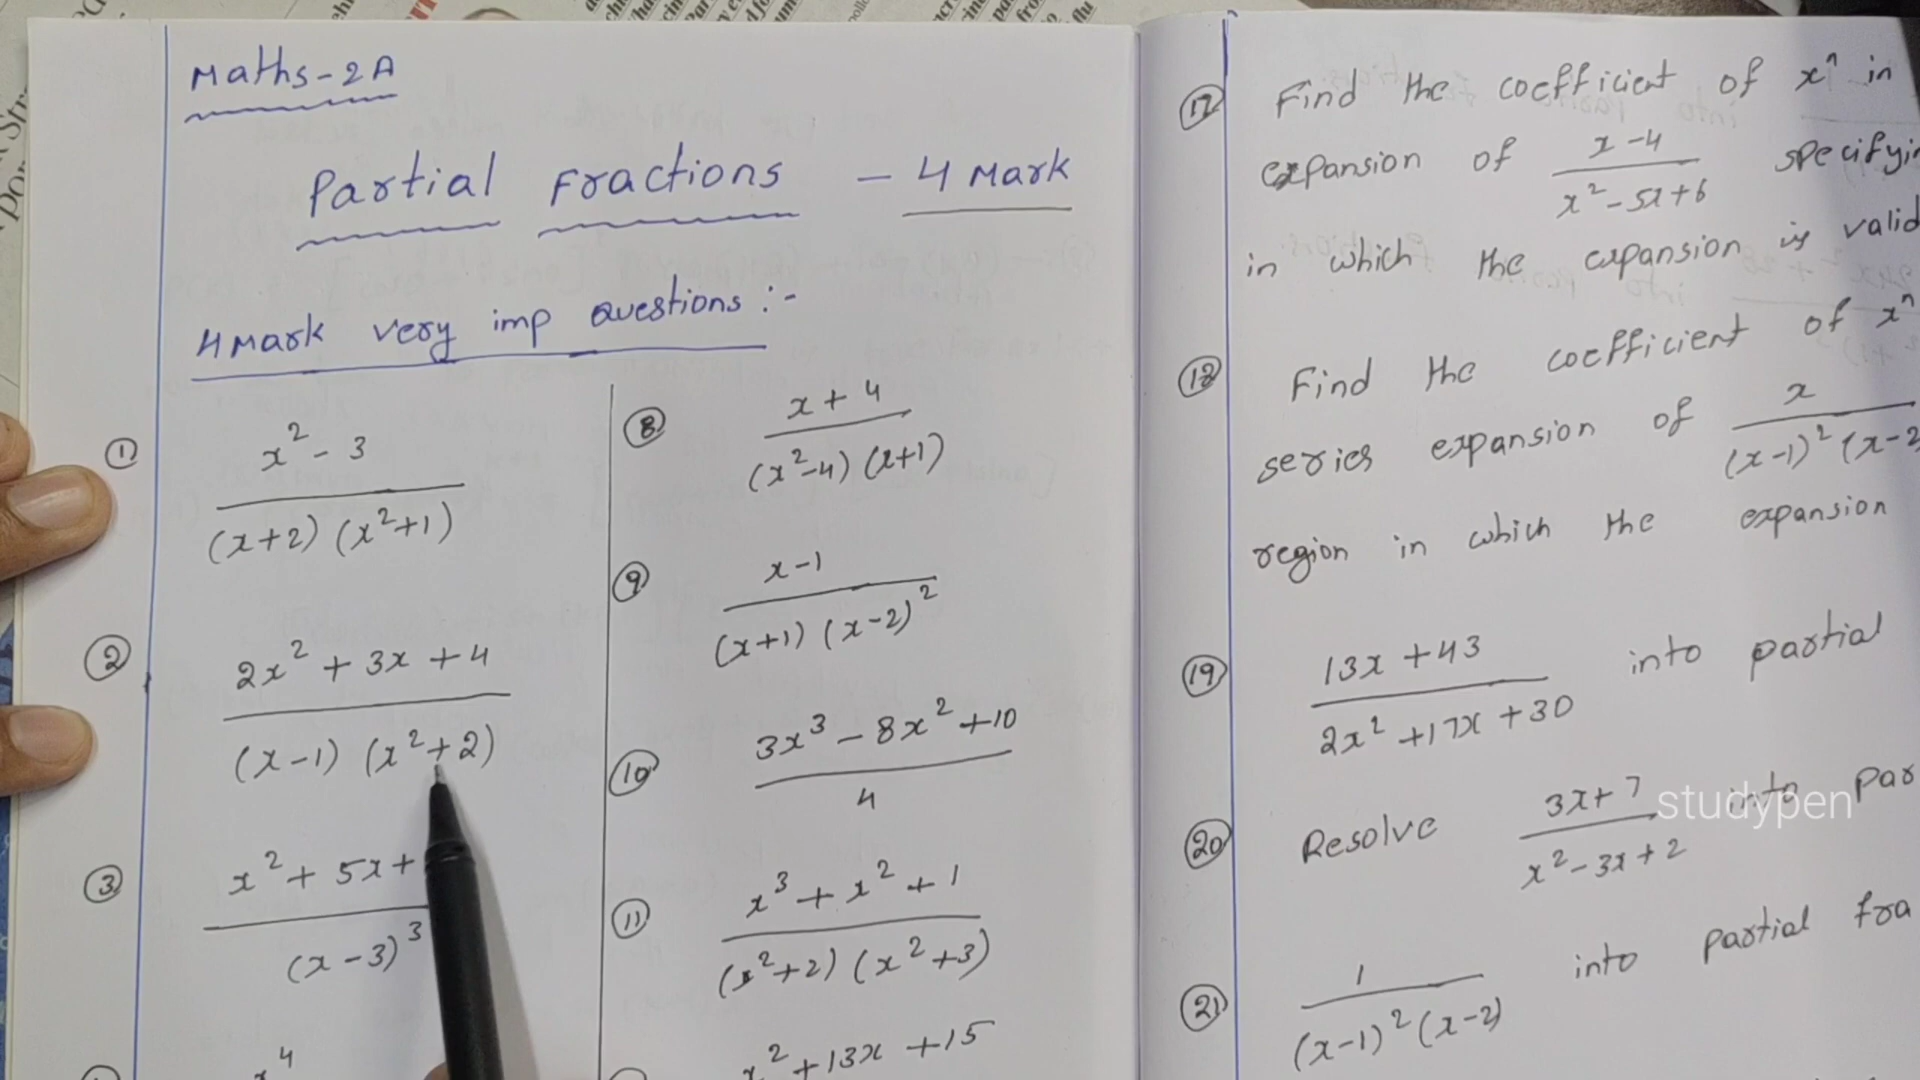 Maths-2A
Partial Fractions - 4 Mark
4 Mark very imp Questions :-
① x² - 3
(x+2) (x²+1)
② 2x² + 3x + 4
(x-1) (x²+2)
③ x² + 5x +
(x-3)³
x⁴
⑧ x + 4
(x²-4) (x+1)
⑨ x-1
(x+1) (x-2)²
⑩ 3x³ - 8x² +10
4
⑪ x³ + x² + 1
(x²+2) (x²+3)
x² +13x +15
⑰ Find the coefficient of xⁿ in
expansion of x-4
x² - 5x+6
in which the expansion is valid
⑱ Find the coefficient of xⁿ
series expansion of x
(x-1)² (x-2
region in which the expansion
⑲ 13x +43 into partial
2x² +17x +30
⑳ Resolve 3x+7 into par
x² - 3x + 2
㉑ 1 into partial fra
(x-1)² (x-2)
studypen